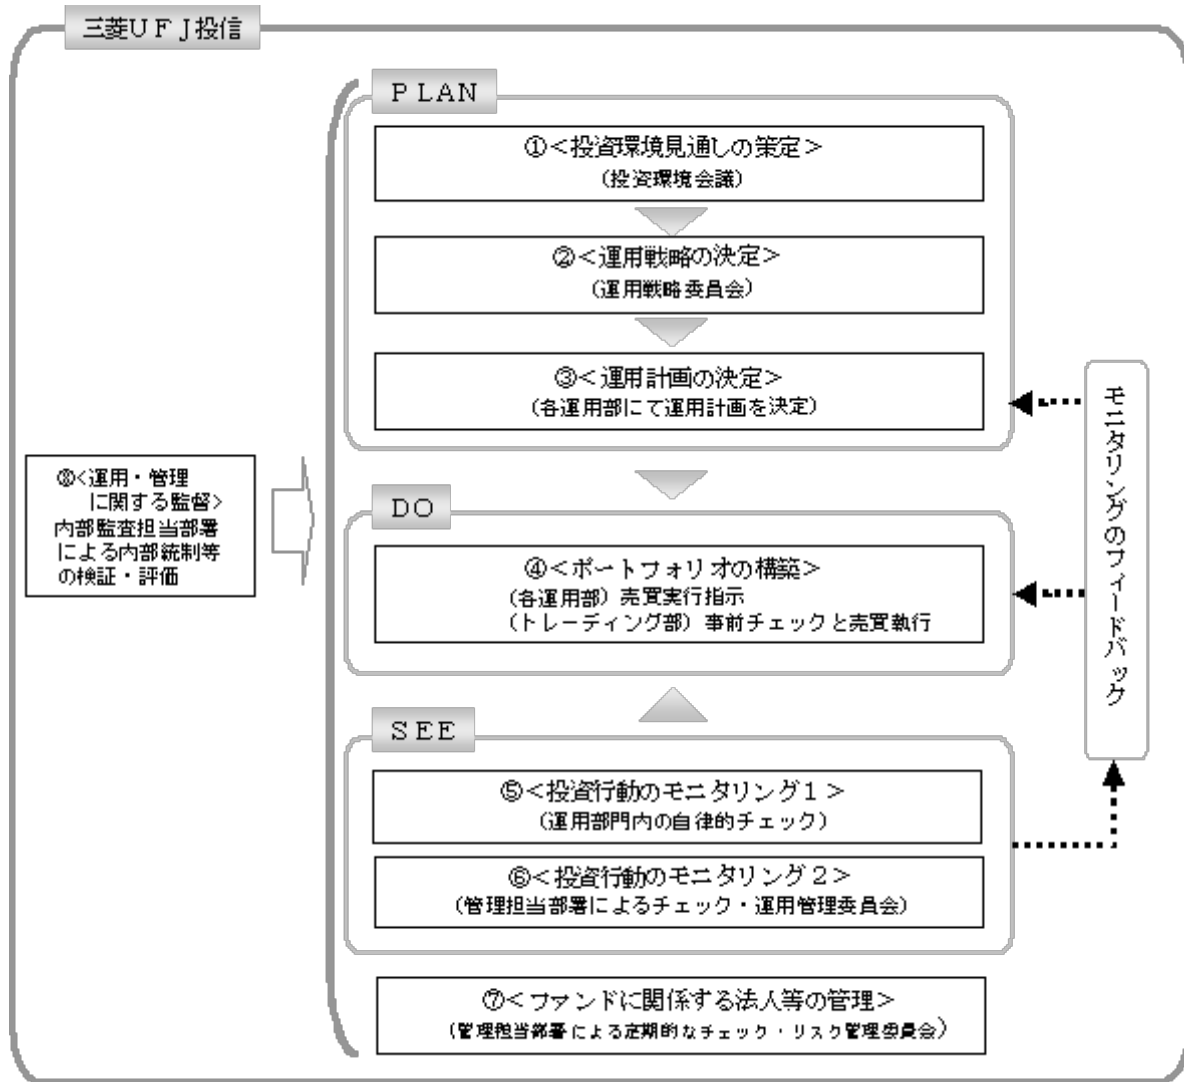 三菱UFJ投信
PLAN
①<投資環境見通しの策定>
(投資環境会議)
②<運用戦略の決定>
(運用戦略委員会)
③<運用計画の決定>
(各運用部にて運用計画を決定)
⑧<運用・管理
に関する監督>
内部監査担当部署
による内部統制等
の検証・評価
DO
④<ポートフォリオの構築>
(各運用部)売買実行指示
(トレーディング部)事前チェックと売買執行
SEE
⑤<投資行動のモニタリング1>
(運用部門内の自律的チェック)
⑥<投資行動のモニタリング2>
(管理担当部署によるチェック・運用管理委員会)
⑦<ファンドに関係する法人等の管理>
(管理担当部署による定期的なチェック・リスク管理委員会)
モニタリングのフィードバック